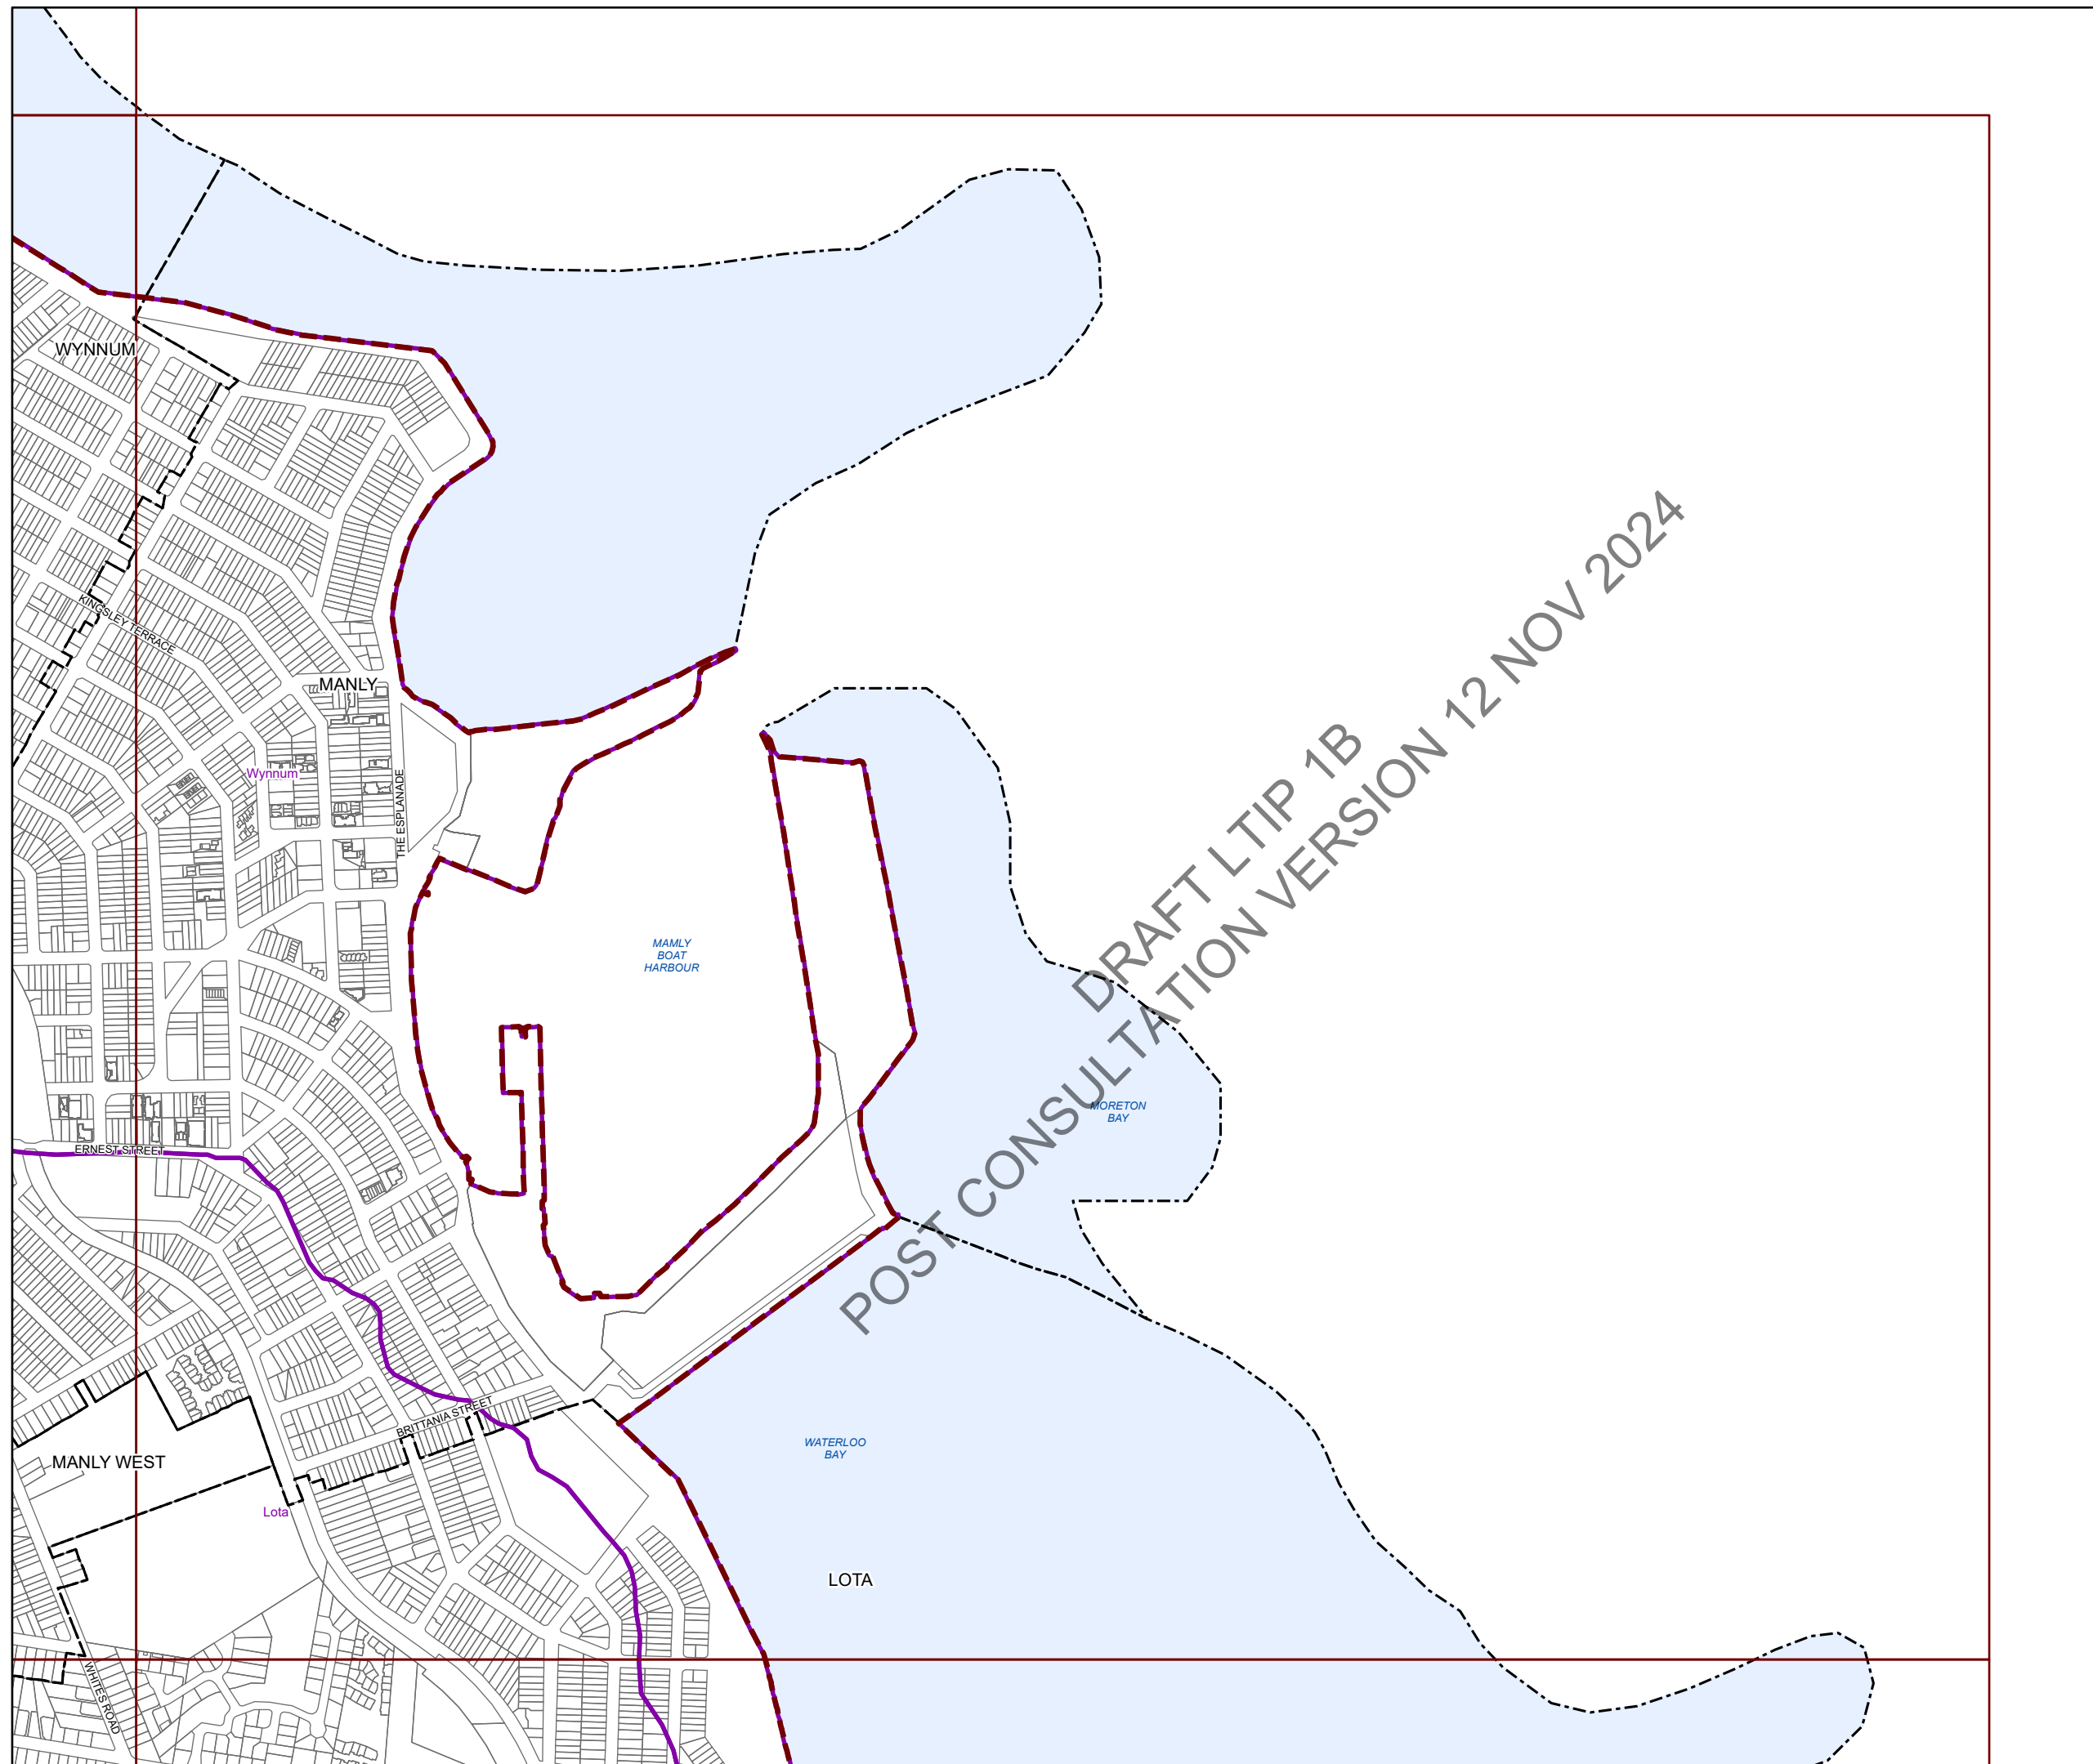 WYNNUM
KINGSLEY TERRACE
MANLY
Wynnum
THE ESPLANADE
MAMLY
BOAT
HARBOUR
DRAFT LTIP 1B
POST CONSULTATION VERSION 12 NOV 2024
MORETON
BAY
ERNEST STREET
BRITTANIA STREET
WATERLOO
BAY
MANLY WEST
Lota
LOTA
WHITES ROAD